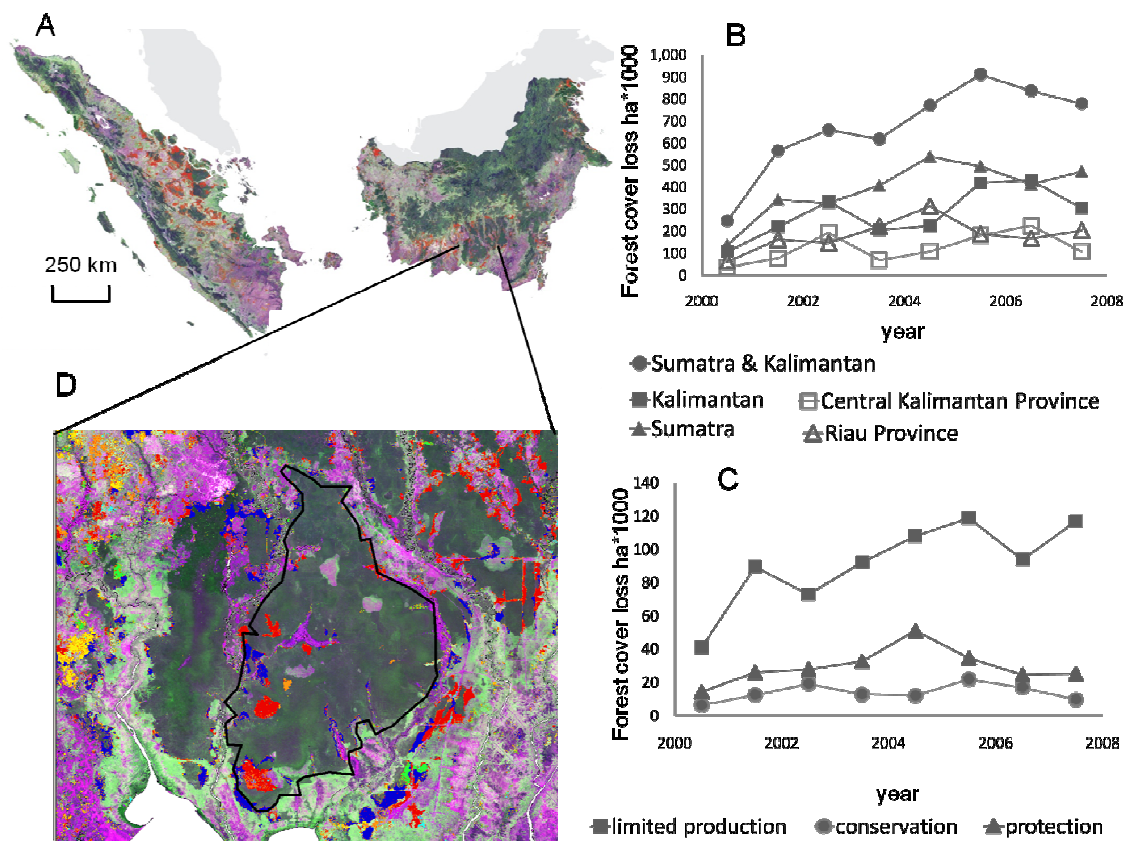 A
250 km
B
Forest cover loss ha*1000
1,000
900
800
700
600
500
400
300
200
100
0
2000 2002 2004 2006 2008
year
Sumatra & Kalimantan
Kalimantan
Central Kalimantan Province
Sumatra
Riau Province
D
C
Forest cover loss ha*1000
140
120
100
80
60
40
20
0
2000 2002 2004 2006 2008
year
limited production conservation protection